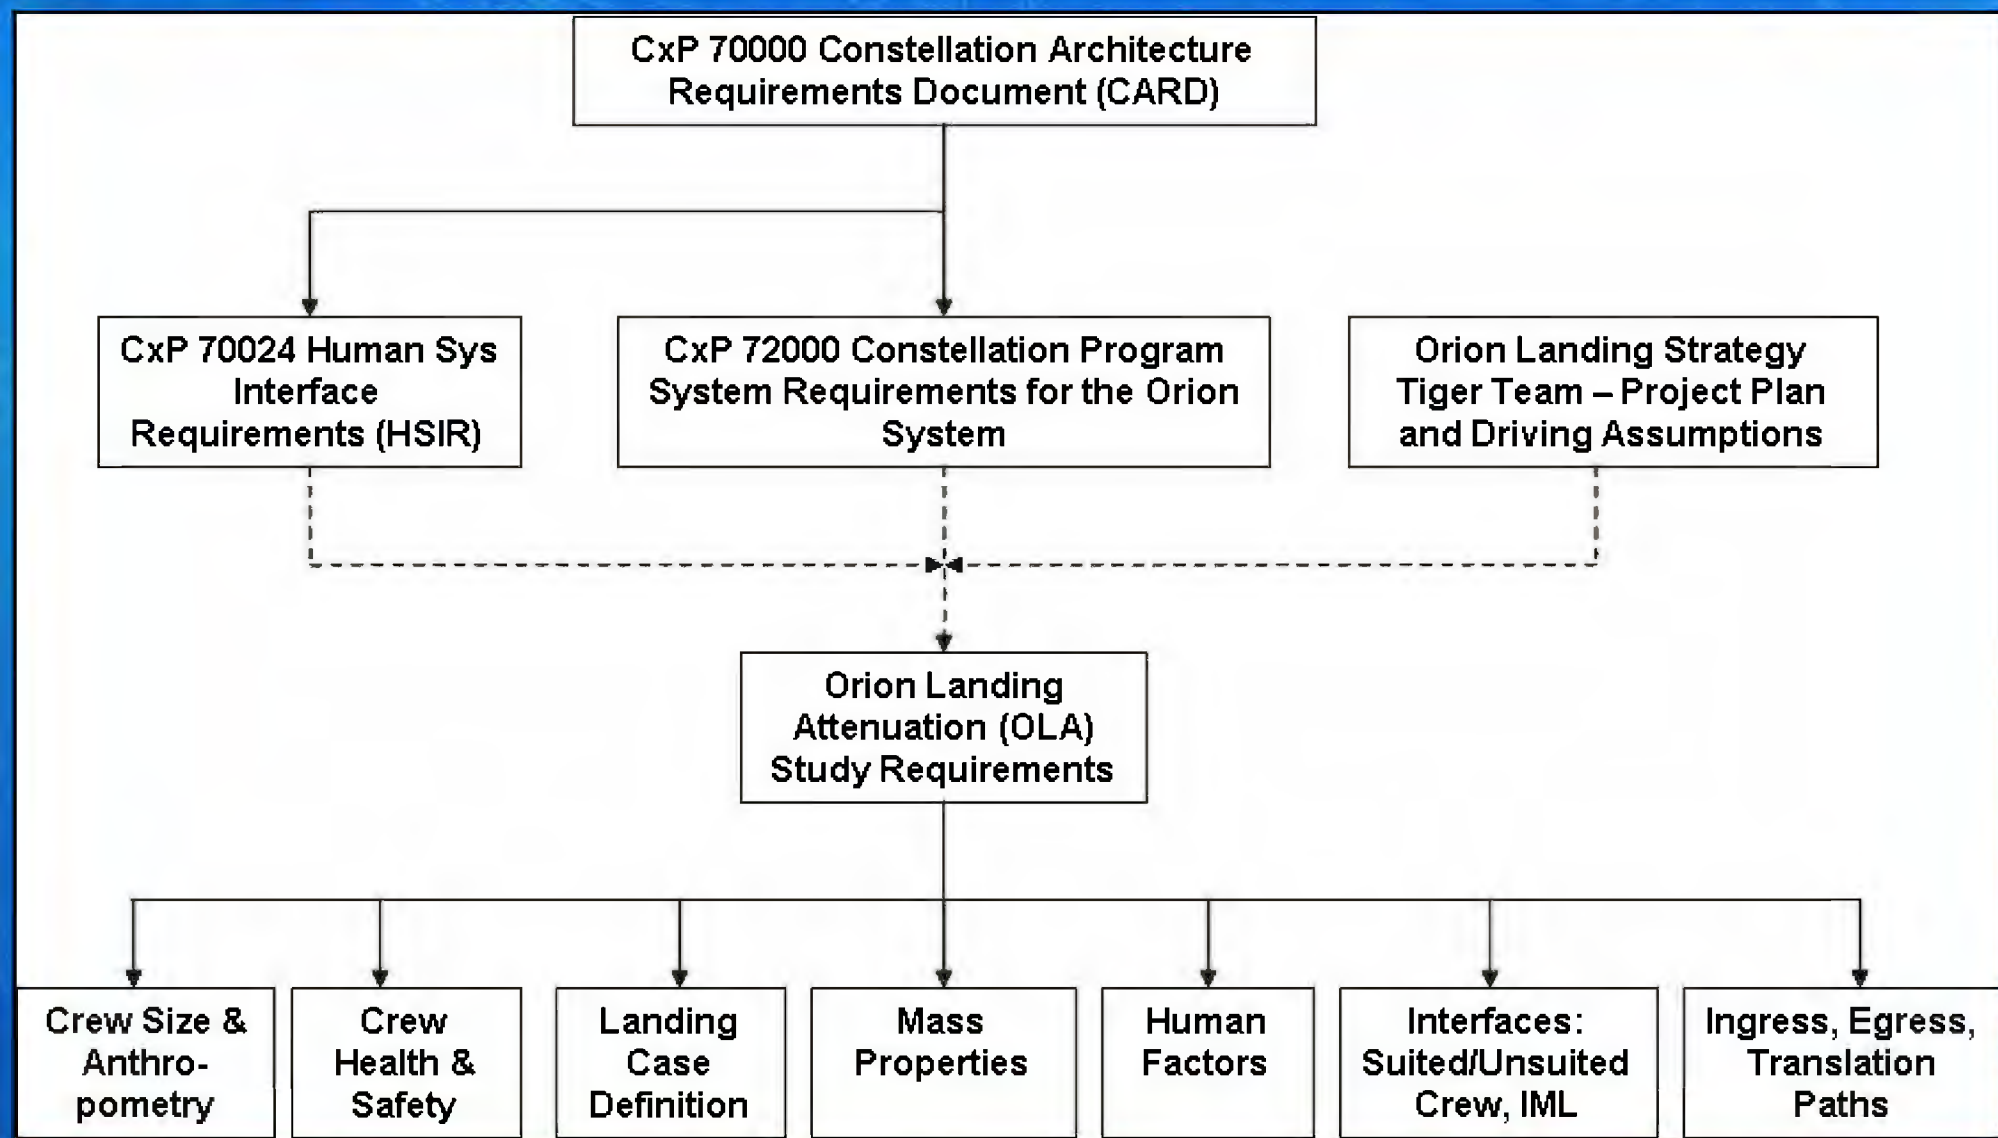 CxP 70000 Constellation Architecture
Requirements Document (CARD)
CxP 70024 Human Sys
Interface
Requirements (HSIR)
CxP 72000 Constellation Program
System Requirements for the Orion
System
Orion Landing Strategy
Tiger Team – Project Plan
and Driving Assumptions
Orion Landing
Attenuation (OLA)
Study Requirements
Crew Size &
Anthro-
pometry
Crew
Health &
Safety
Landing
Case
Definition
Mass
Properties
Human
Factors
Interfaces:
Suited/Unsuited
Crew, IML
Ingress, Egress,
Translation
Paths